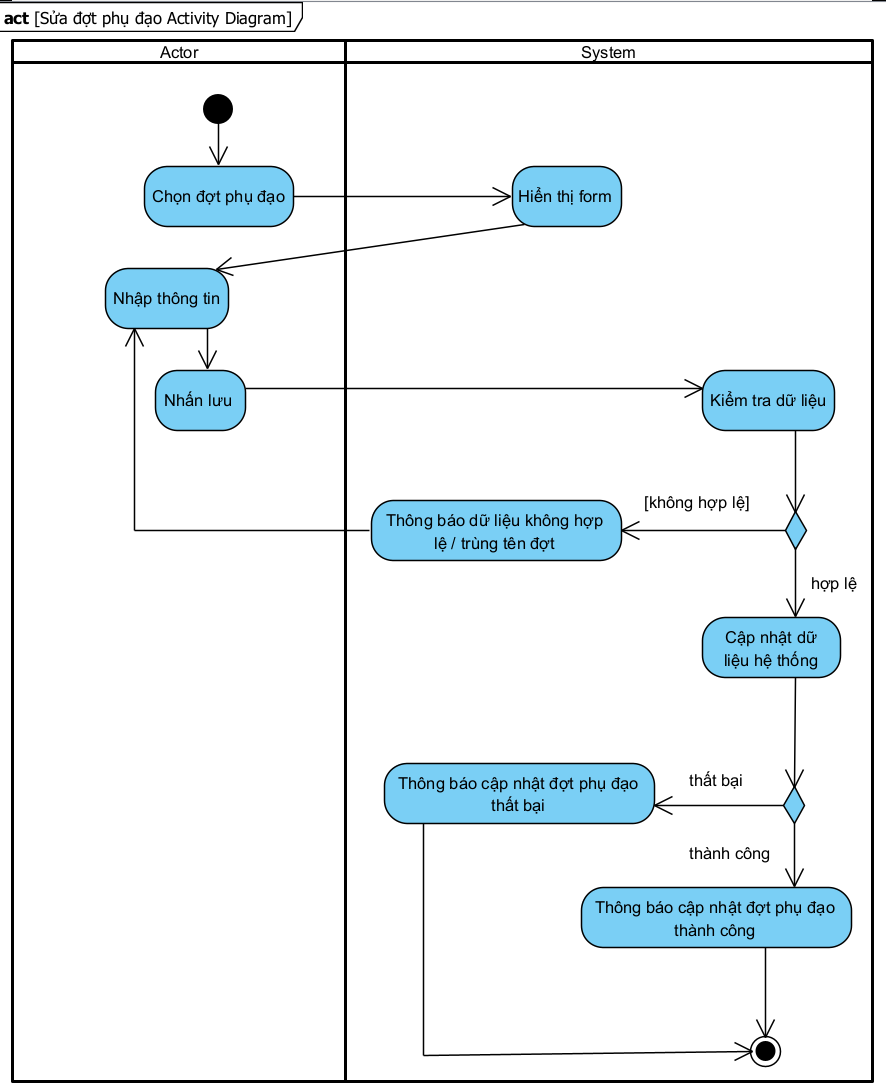 act [Sửa đợt phụ đạo Activity Diagram]
Actor
System
Chọn đợt phụ đạo
Hiển thị form
Nhập thông tin
Nhấn lưu
Kiểm tra dữ liệu
[không hợp lệ]
Thông báo dữ liệu không hợp
lệ / trùng tên đợt
hợp lệ
Cập nhật dữ
liệu hệ thống
thất bại
Thông báo cập nhật đợt phụ đạo
thất bại
thành công
Thông báo cập nhật đợt phụ đạo
thành công